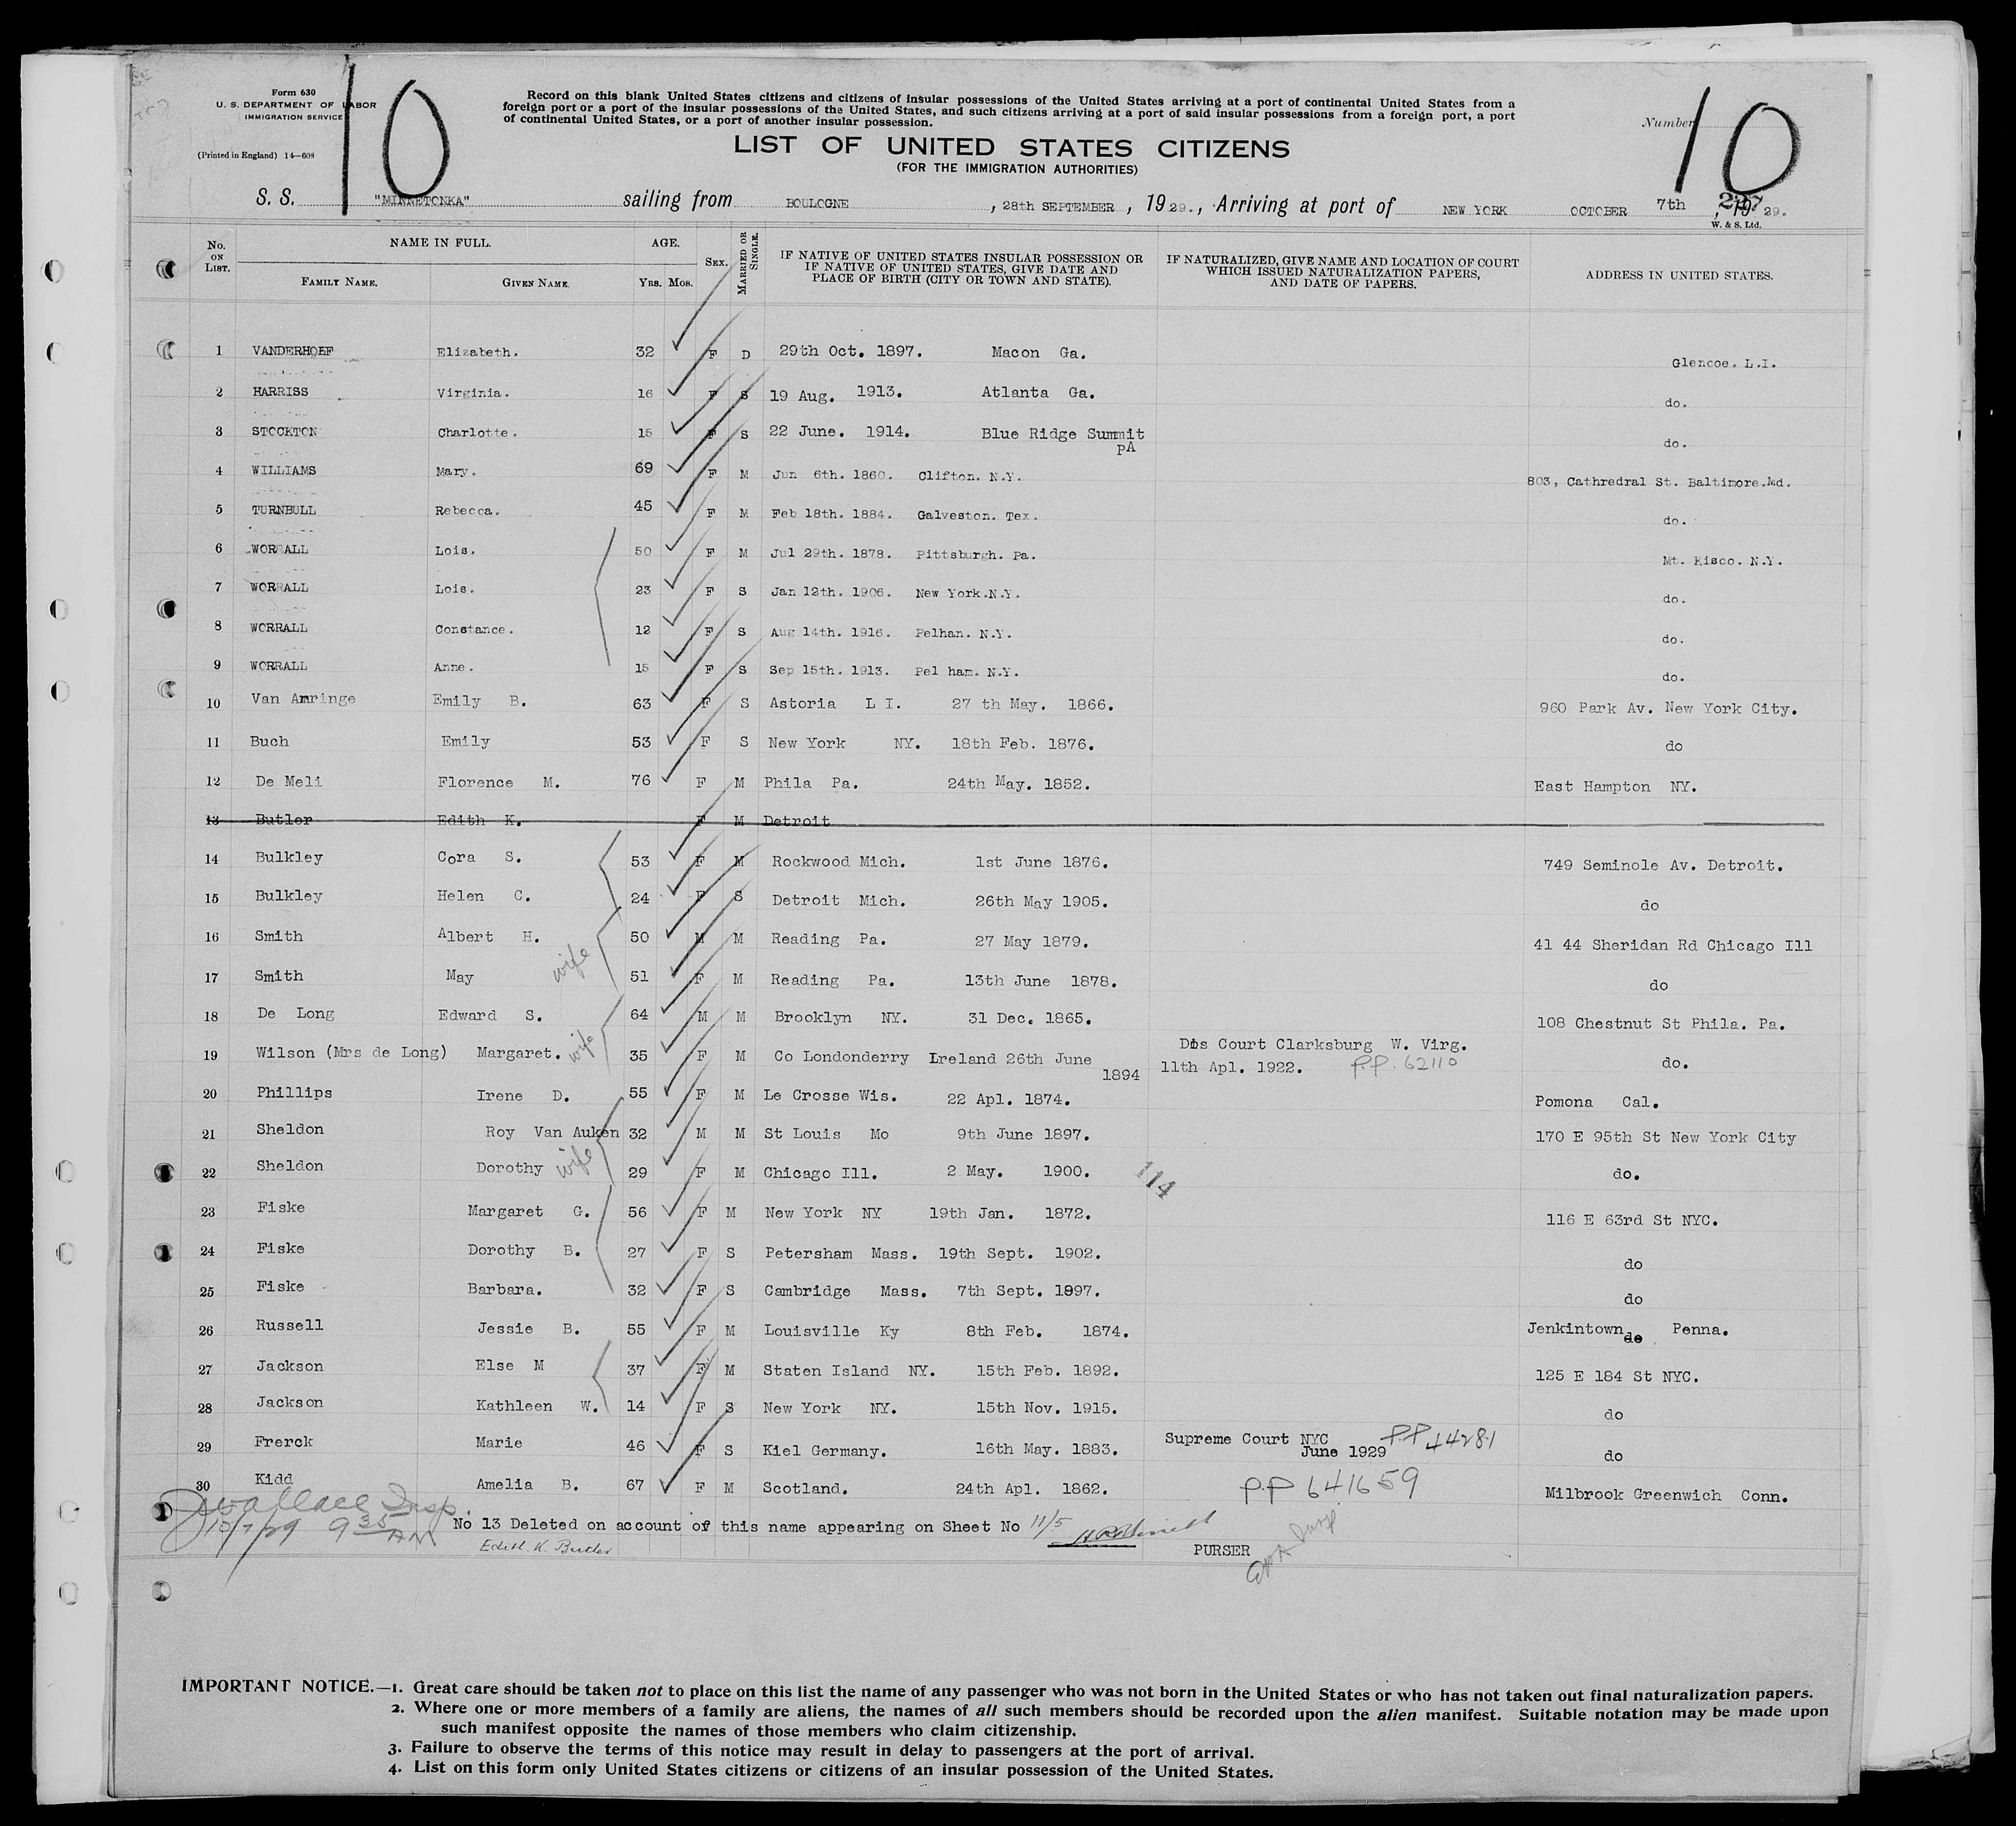 Form 630
U. S. DEPARTMENT OF LABOR
IMMIGRATION SERVICE
(Printed in England) 14—608
10
Record on this blank United States citizens and citizens of insular possessions of the United States arriving at a port of continental United States from a
foreign port or a port of the insular possessions of the United States, and such citizens arriving at a port of said insular possessions from a foreign port, a port
of continental United States, or a port of another insular possession.
Number 10
LIST OF UNITED STATES CITIZENS
(FOR THE IMMIGRATION AUTHORITIES)
S. S. "MINNETONKA" sailing from BOULOGNE, 28th SEPTEMBER, 1929., Arriving at port of NEW YORK OCTOBER 7th, 1929.
W. & S. Ltd.
No. ON LIST. NAME IN FULL. FAMILY NAME. GIVEN NAME. AGE. YRS. MOS. SEX. MARRIED OR SINGLE. IF NATIVE OF UNITED STATES INSULAR POSSESSION OR IF NATIVE OF UNITED STATES, GIVE DATE AND PLACE OF BIRTH (CITY OR TOWN AND STATE). IF NATURALIZED, GIVE NAME AND LOCATION OF COURT WHICH ISSUED NATURALIZATION PAPERS, AND DATE OF PAPERS. ADDRESS IN UNITED STATES.
1 VANDERHOEF Elizabeth. 32 F D 29th Oct. 1897. Macon Ga. Glencoe. L.I.
2 HARRISS Virginia. 16 F S 19 Aug. 1913. Atlanta Ga. do.
3 STOCKTON Charlotte. 15 F S 22 June. 1914. Blue Ridge Summit PA do.
4 WILLIAMS Mary. 69 F M Jun 6th. 1860. Clifton. N.Y. 803, Cathredral St. Baltimore.Md.
5 TURNBULL Rebecca. 45 F M Feb 18th. 1884. Galveston. Tex. do.
6 WORRALL Lois. 50 F M Jul 29th. 1878. Pittsburgh. Pa. Mt. Kisco. N.Y.
7 WORRALL Lois. 23 F S Jan 12th. 1906. New York.N.Y. do.
8 WORRALL Constance. 12 F S Aug 14th. 1916. Pelhan. N.Y. do.
9 WORRALL Anne. 15 F S Sep 15th. 1913. Pel ham. N.Y. do.
10 Van Amringe Emily B. 63 F S Astoria L I. 27 th May. 1866. 960 Park Av. New York City.
11 Buch Emily 53 F S New York NY. 18th Feb. 1876. do
12 De Meli Florence M. 76 F M Phila Pa. 24th May. 1852. East Hampton NY.
13 Butler Edith K. F M Detroit
14 Bulkley Cora S. 53 F M Rockwood Mich. 1st June 1876. 749 Seminole Av. Detroit.
15 Bulkley Helen C. 24 F S Detroit Mich. 26th May 1905. do
16 Smith Albert H. 50 M M Reading Pa. 27 May 1879. 41 44 Sheridan Rd Chicago Ill
17 Smith May wife 51 F M Reading Pa. 13th June 1878. do
18 De Long Edward S. 64 M M Brooklyn NY. 31 Dec. 1865. 108 Chestnut St Phila. Pa.
19 Wilson (Mrs de Long) Margaret. wife 35 F M Co Londonderry Ireland 26th June 1894 Dis Court Clarksburg W. Virg. 11th Apl. 1922. P.P. 62110 do.
20 Phillips Irene D. 55 F M Le Crosse Wis. 22 Apl. 1874. Pomona Cal.
21 Sheldon Roy Van Auken 32 M M St Louis Mo 9th June 1897. 170 E 95th St New York City
22 Sheldon Dorothy wife 29 F M Chicago Ill. 2 May. 1900. 114 do.
23 Fiske Margaret G. 56 F M New York NY 19th Jan. 1872. 116 E 63rd St NYC.
24 Fiske Dorothy B. 27 F S Petersham Mass. 19th Sept. 1902. do
25 Fiske Barbara. 32 F S Cambridge Mass. 7th Sept. 1897. do
26 Russell Jessie B. 55 F M Louisville Ky 8th Feb. 1874. Jenkintown do Penna.
27 Jackson Else M 37 F M Staten Island NY. 15th Feb. 1892. 125 E 184 St NYC.
28 Jackson Kathleen W. 14 F S New York NY. 15th Nov. 1915. do
29 Frerck Marie 46 F S Kiel Germany. 16th May. 1883. Supreme Court NYC June 1929 PP 44281 do
30 Kidd Amelia B. 67 F M Scotland. 24th Apl. 1862. P.P 641659 Milbrook Greenwich Conn.
Wallace Insp.
10/7/29 9 35 AM
No 13 Deleted on account of this name appearing on Sheet No 11/5
Edith K. Butler
PURSER
IMPORTANT NOTICE.—1. Great care should be taken not to place on this list the name of any passenger who was not born in the United States or who has not taken out final naturalization papers.
2. Where one or more members of a family are aliens, the names of all such members should be recorded upon the alien manifest. Suitable notation may be made upon
such manifest opposite the names of those members who claim citizenship.
3. Failure to observe the terms of this notice may result in delay to passengers at the port of arrival.
4. List on this form only United States citizens or citizens of an insular possession of the United States.